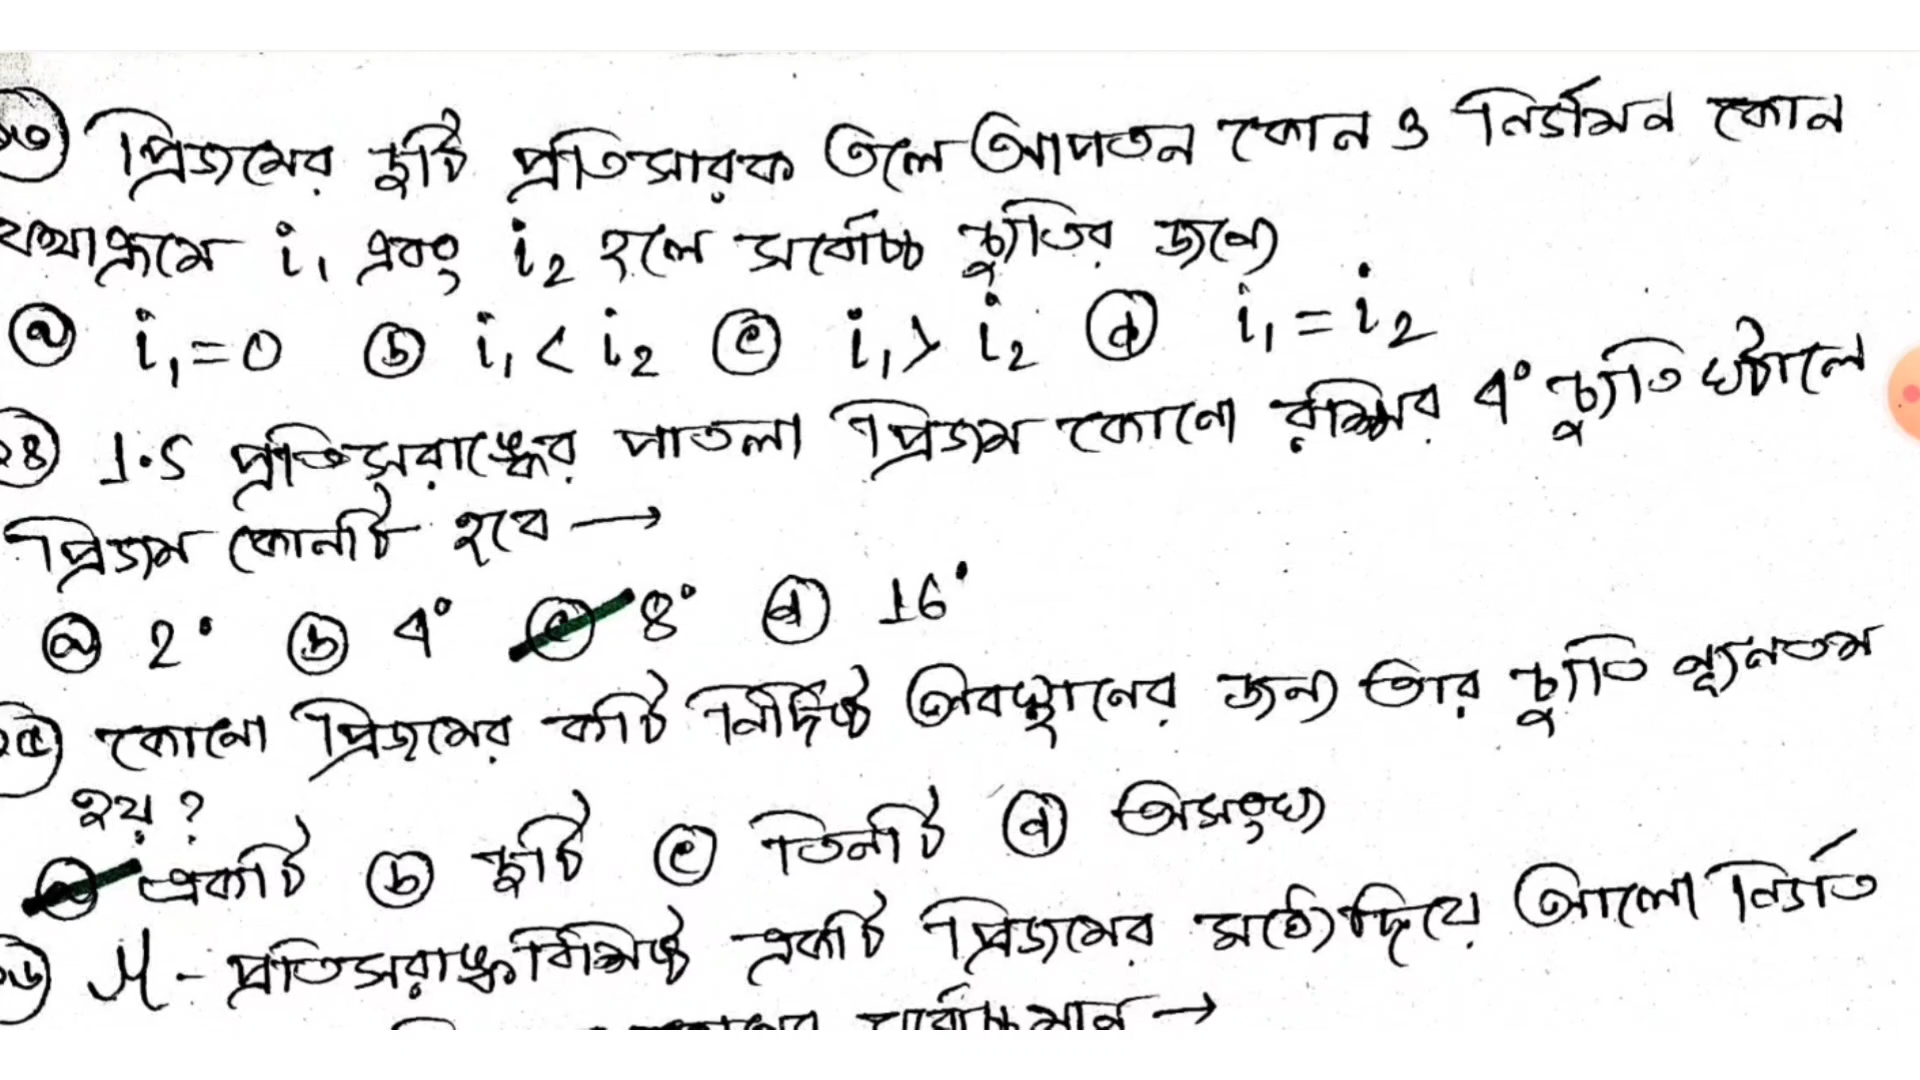 ২৩ প্রিজমের দুটি প্রতিসারক তলে আপতন কোন ও নির্গমন কোন
যথাক্রমে i₁ এবং i₂ হলে সর্বোচ্চ চ্যুতির জন্যে
ⓐ i₁=0 ⓑ i₁ < i₂ ⓒ i₁ > i₂ ⓓ i₁ = i₂
২৪ 1.5 প্রতিসরাঙ্কের পাতলা প্রিজম কোনো রশ্মির 4° চ্যুতি ঘটালে
প্রিজম কোনটি হবে →
ⓐ 2° ⓑ 4° ⓒ 8° ⓓ 16°
২৫ কোনো প্রিজমের কটি নির্দিষ্ট অবস্থানের জন্য তার চ্যুতি ন্যূনতম
হয় ?
ⓐ একটি ⓑ দুটি ⓒ তিনটি ⓓ অসংখ্য
২৬ μ - প্রতিসরাঙ্কবিশিষ্ট একটি প্রিজমের মধ্যেদিয়ে আলো নির্গত
সর্বোচ্চমান →